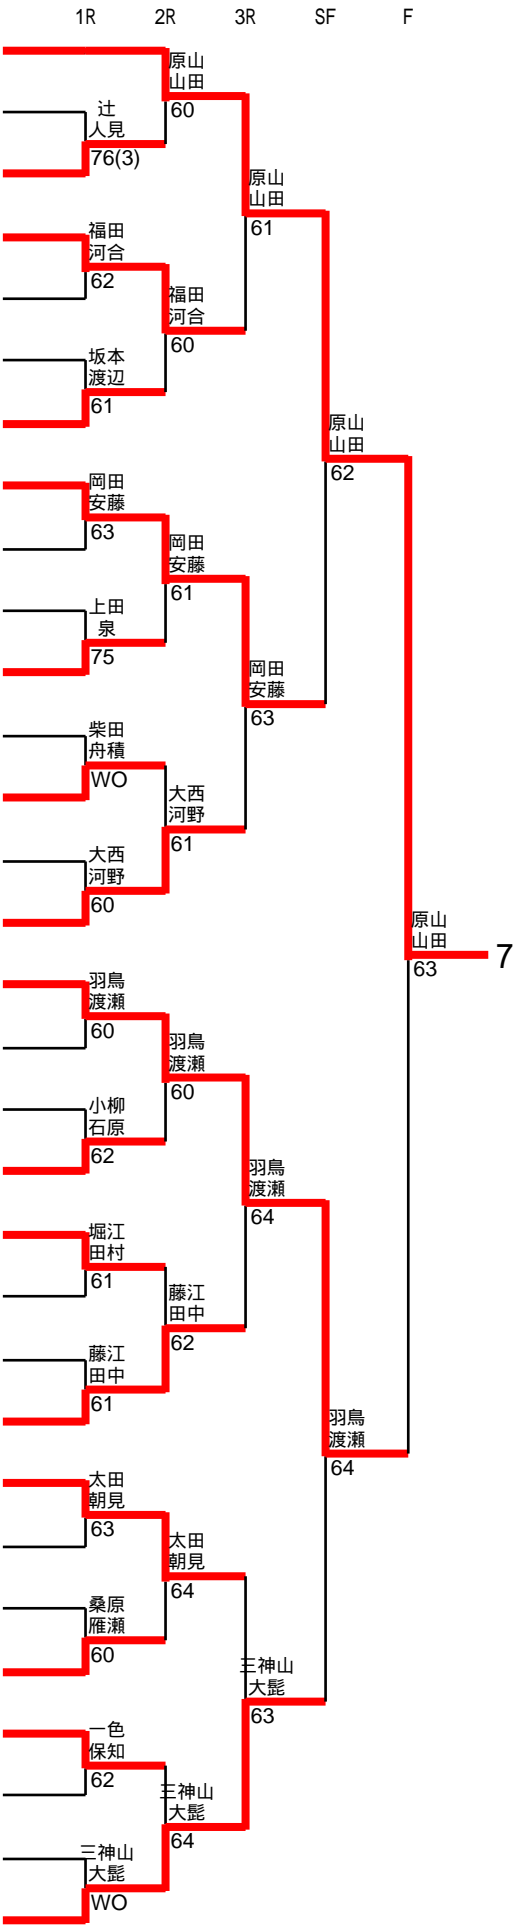 1R 2R 3R SF F
原山
山田
60
辻
人見
76(3)
原山
山田
61
福田
河合
62
福田
河合
60
坂本
渡辺
61
原山
山田
62
岡田
安藤
63
岡田
安藤
61
上田
泉
75
岡田
安藤
63
柴田
舟積
WO
大西
河野
61
大西
河野
60
原山
山田
63
7
羽鳥
渡瀬
60
羽鳥
渡瀬
60
小柳
石原
62
羽鳥
渡瀬
64
堀江
田村
61
藤江
田中
62
藤江
田中
61
羽鳥
渡瀬
64
太田
朝見
63
太田
朝見
64
桑原
雁瀬
60
三神山
大髭
63
一色
保知
62
三神山
大髭
64
三神山
大髭
WO